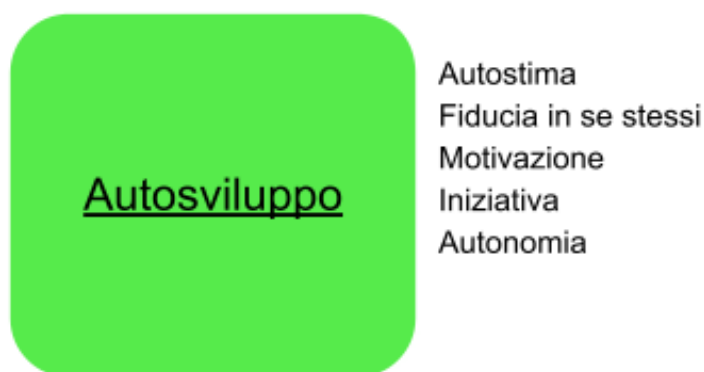 Autosviluppo
Autostima
Fiducia in se stessi
Motivazione
Iniziativa
Autonomia